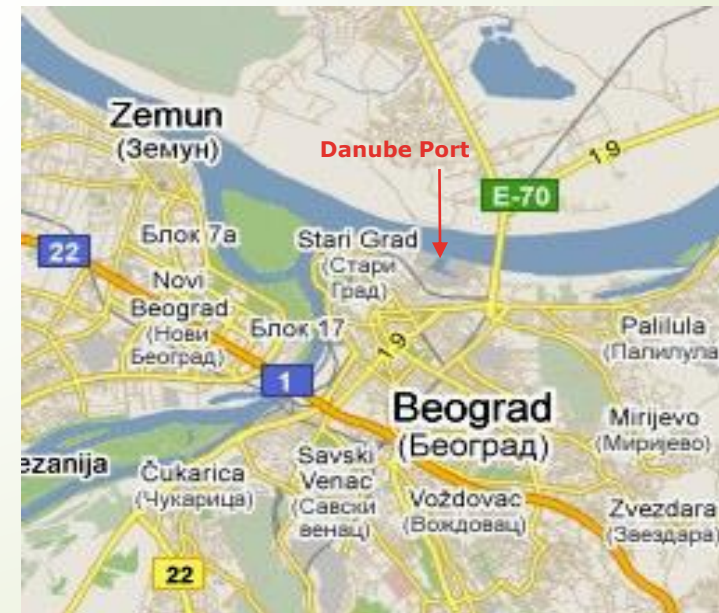 Zemun
(Земун)
Danube Port
19
E-70
Блок 7a
Stari Grad
(Стари
Град)
22
Novi
Beograd
(Нови
Београд)
Блок 17
19
Palilula
(Палилула)
1
Beograd
(Београд)
Mirijevo
(Миријево)
ezanija
Čukarica
(Чукарица)
Savski
Venac
(Савски
венац)
Voždovac
(Вождовац)
Zvezdara
(Звездара)
22